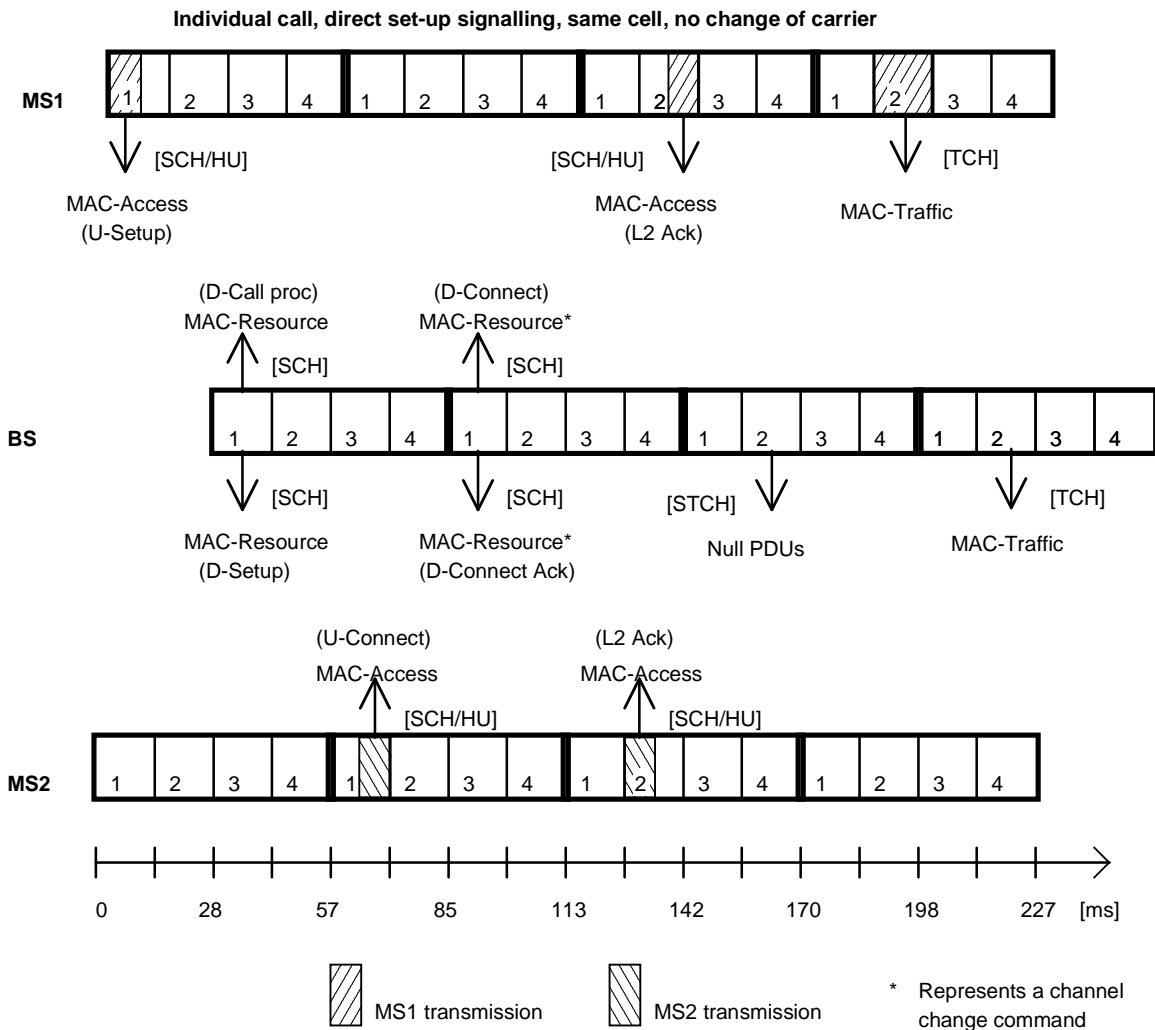 Individual call, direct set-up signalling, same cell, no change of carrier
MS1
1 2 3 4 1 2 3 4 1 2 3 4 1 2 3 4
[SCH/HU] [SCH/HU] [TCH]
MAC-Access MAC-Access MAC-Traffic
(U-Setup) (L2 Ack)
(D-Call proc) (D-Connect)
MAC-Resource MAC-Resource*
[SCH] [SCH]
BS
1 2 3 4 1 2 3 4 1 2 3 4 1 2 3 4
[SCH] [SCH] [STCH] [TCH]
MAC-Resource MAC-Resource* Null PDUs MAC-Traffic
(D-Setup) (D-Connect Ack)
(U-Connect) (L2 Ack)
MAC-Access MAC-Access
[SCH/HU] [SCH/HU]
MS2
1 2 3 4 1 2 3 4 1 2 3 4 1 2 3 4
0 28 57 85 113 142 170 198 227 [ms]
MS1 transmission MS2 transmission * Represents a channel
change command